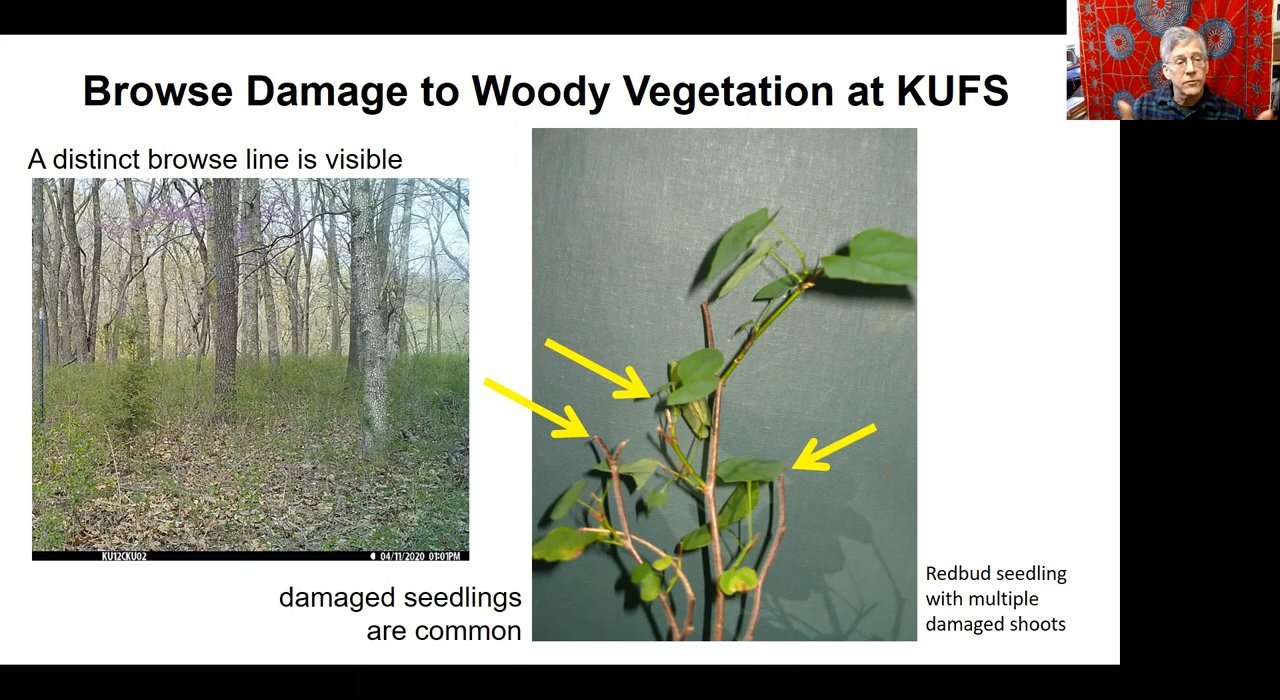 Browse Damage to Woody Vegetation at KUFS
A distinct browse line is visible
KU12CKU02
04/11/2020 01:01PM
damaged seedlings
are common
Redbud seedling
with multiple
damaged shoots